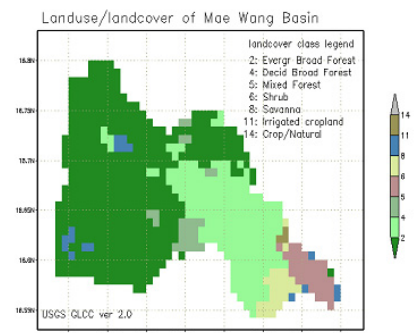 Landuse/landcover of Mae Wang Basin
landcover class legend
2: Evergr Broad Forest
4: Decid Broad Forest
5: Mixed Forest
6: Shrub
8: Savanna
11: Irrigated cropland
14: Crop/Natural
18.8N
18.75N
18.7N
18.65N
18.6N
18.55N
14
11
8
6
5
4
2
USGS GLCC ver 2.0